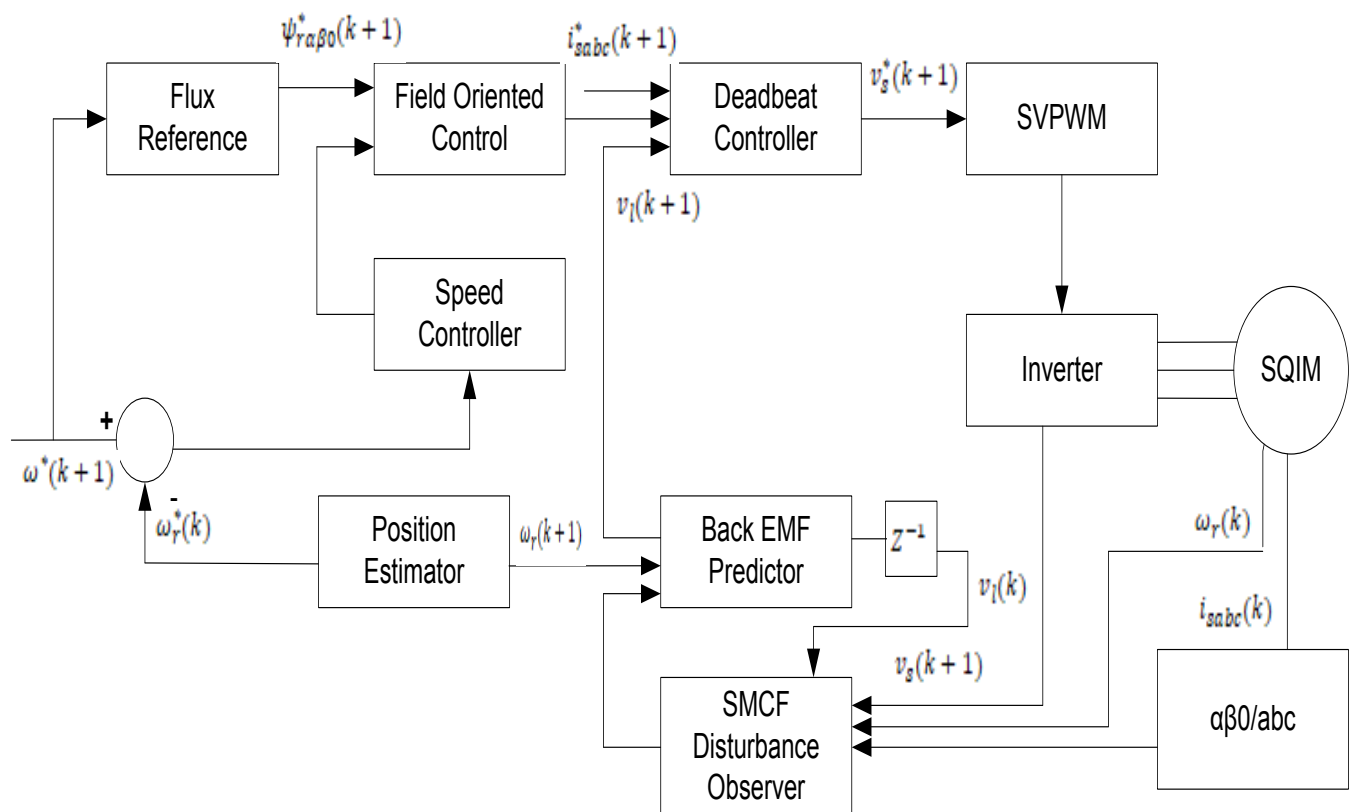 ψ*rαβ0(k+1)
i*sabc(k+1)
v*s(k+1)
Flux
Reference
Field Oriented
Control
Deadbeat
Controller
SVPWM
vl(k+1)
Speed
Controller
Inverter
SQIM
+
ω*(k+1)
-
ω*r(k)
Position
Estimator
ωr(k+1)
Back EMF
Predictor
Z⁻¹
vl(k)
ωr(k)
isabc(k)
vs(k+1)
SMCF
Disturbance
Observer
αβ0/abc